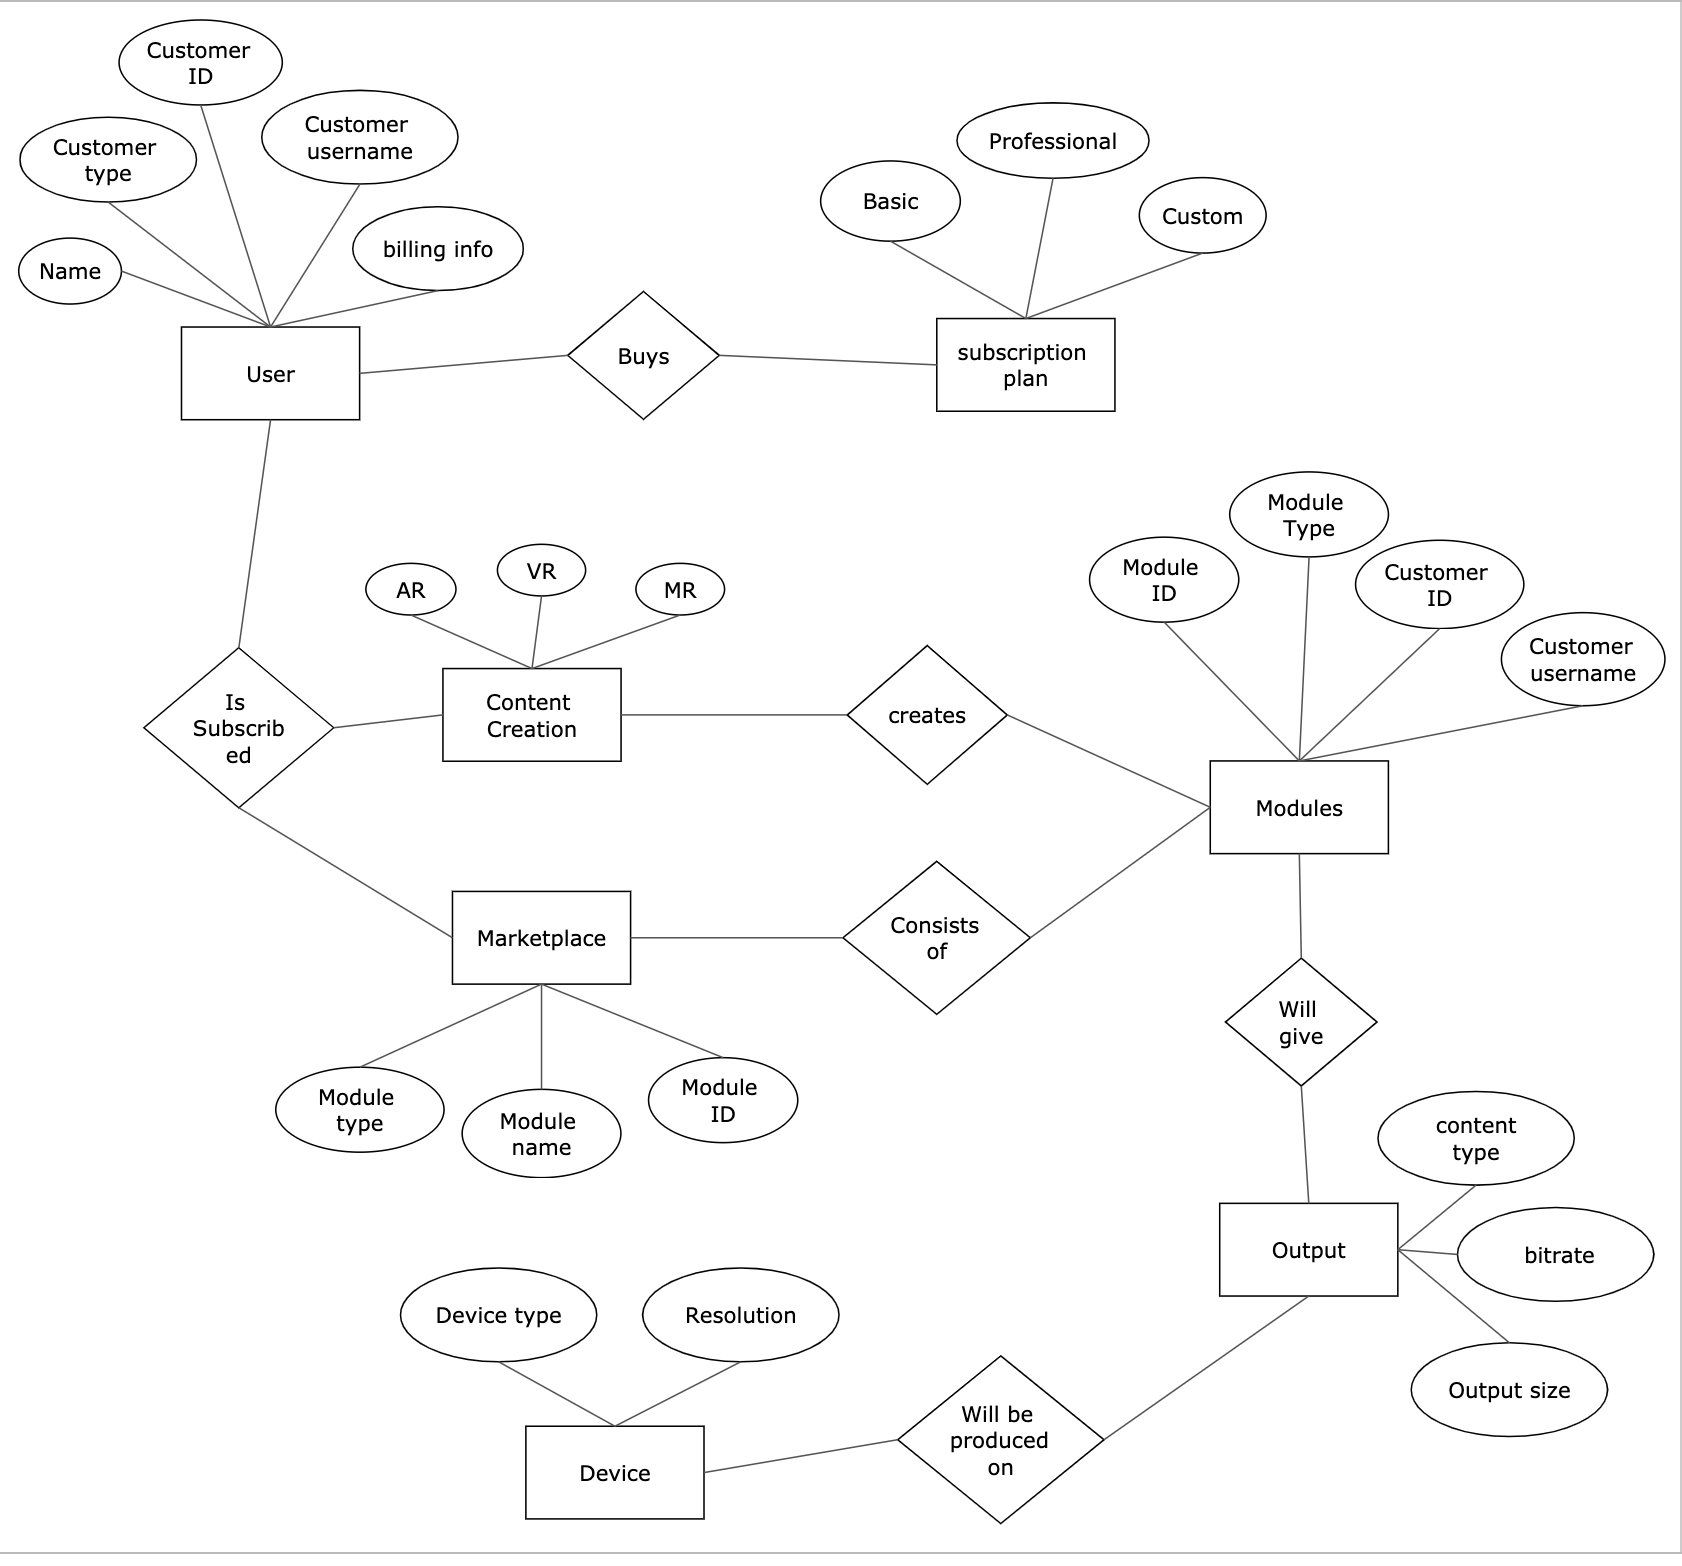 Customer
ID
Customer
username
Customer
type
billing info
Name
Professional
Basic
Custom
User
Buys
subscription
plan
Module
Type
Module
ID
Customer
ID
Customer
username
AR
VR
MR
Is
Subscrib
ed
Content
Creation
creates
Modules
Marketplace
Consists
of
Will
give
Module
type
Module
name
Module
ID
content
type
Output
bitrate
Output size
Device type
Resolution
Will be
produced
on
Device